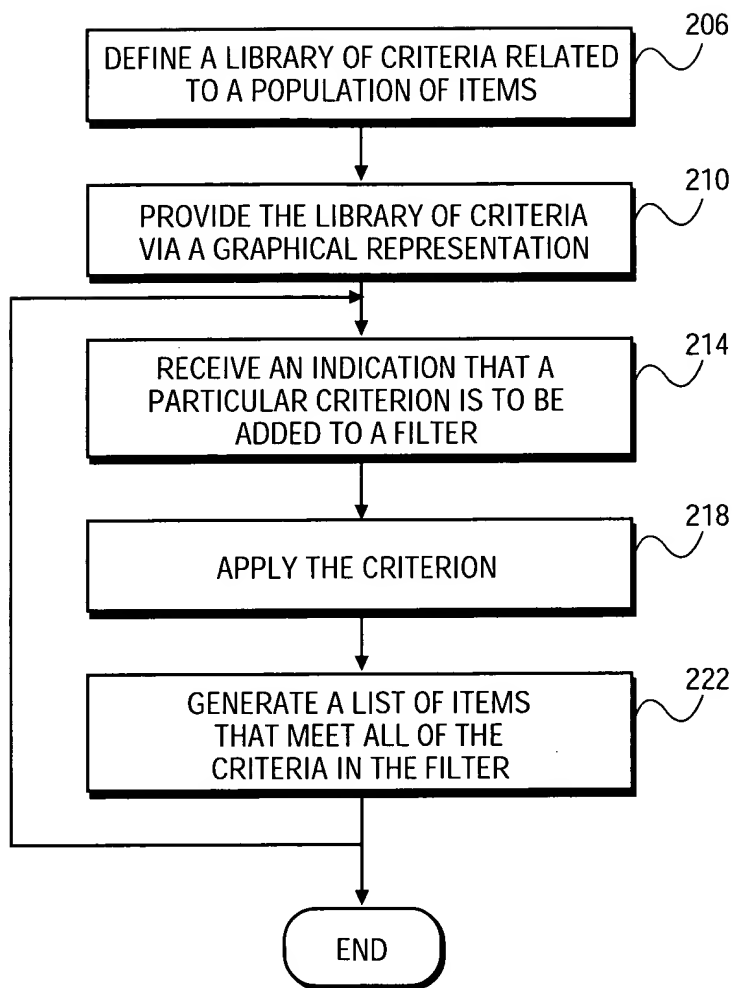 206
DEFINE A LIBRARY OF CRITERIA RELATED
TO A POPULATION OF ITEMS
210
PROVIDE THE LIBRARY OF CRITERIA
VIA A GRAPHICAL REPRESENTATION
214
RECEIVE AN INDICATION THAT A
PARTICULAR CRITERION IS TO BE
ADDED TO A FILTER
218
APPLY THE CRITERION
222
GENERATE A LIST OF ITEMS
THAT MEET ALL OF THE
CRITERIA IN THE FILTER
END